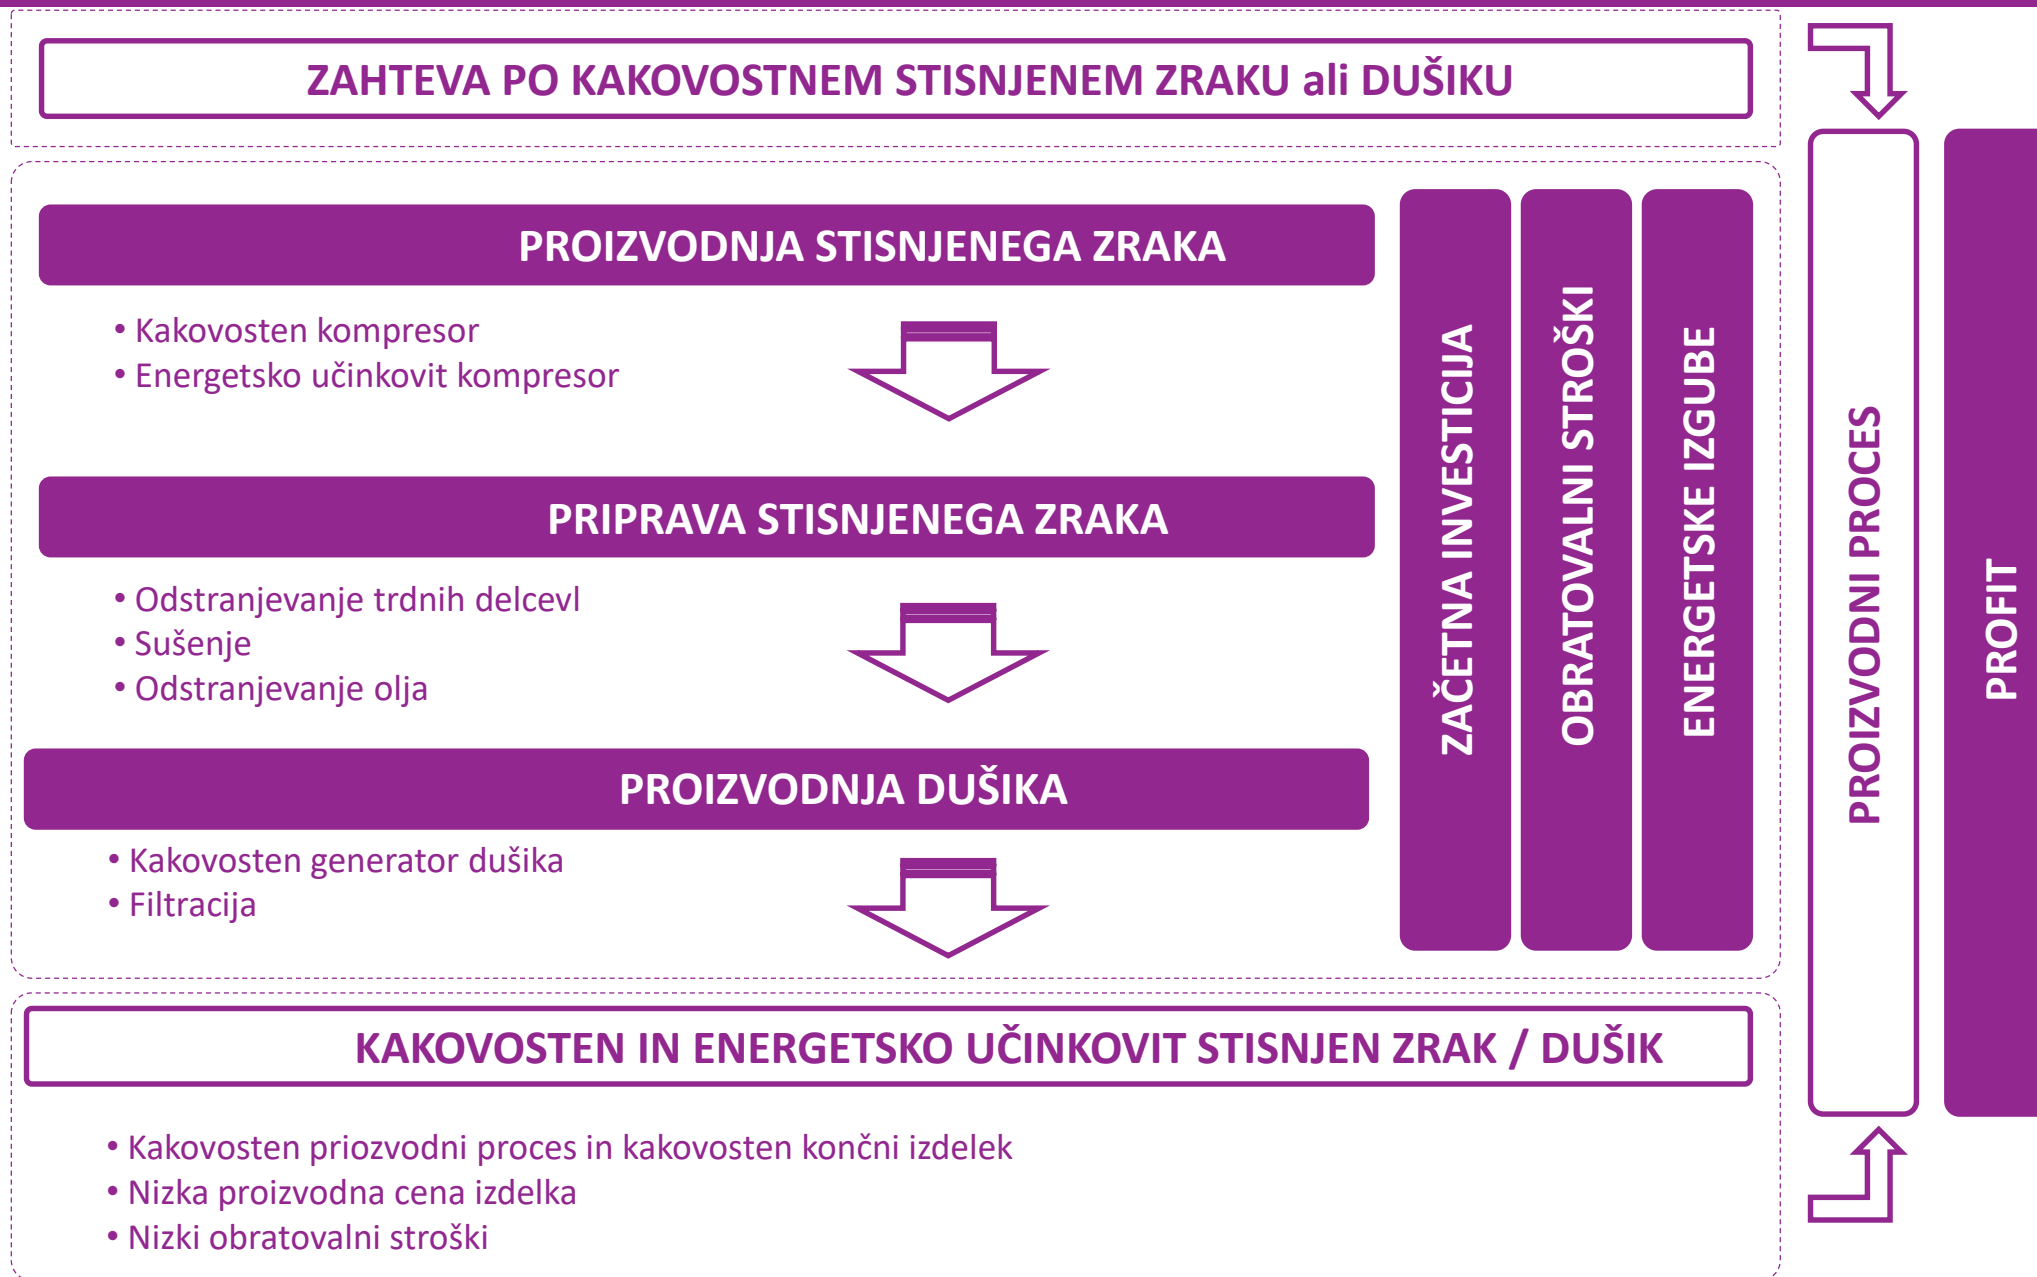 ZAHTEVA PO KAKOVOSTNEM STISNJENEM ZRAKU ali DUŠIKU
PROIZVODNJA STISNJENEGA ZRAKA
• Kakovosten kompresor
• Energetsko učinkovit kompresor
PRIPRAVA STISNJENEGA ZRAKA
• Odstranjevanje trdnih delcevl
• Sušenje
• Odstranjevanje olja
PROIZVODNJA DUŠIKA
• Kakovosten generator dušika
• Filtracija
ZAČETNA INVESTICIJA
OBRATOVALNI STROŠKI
ENERGETSKE IZGUBE
KAKOVOSTEN IN ENERGETSKO UČINKOVIT STISNJEN ZRAK / DUŠIK
• Kakovosten priozvodni proces in kakovosten končni izdelek
• Nizka proizvodna cena izdelka
• Nizki obratovalni stroški
PROIZVODNI PROCES
PROFIT